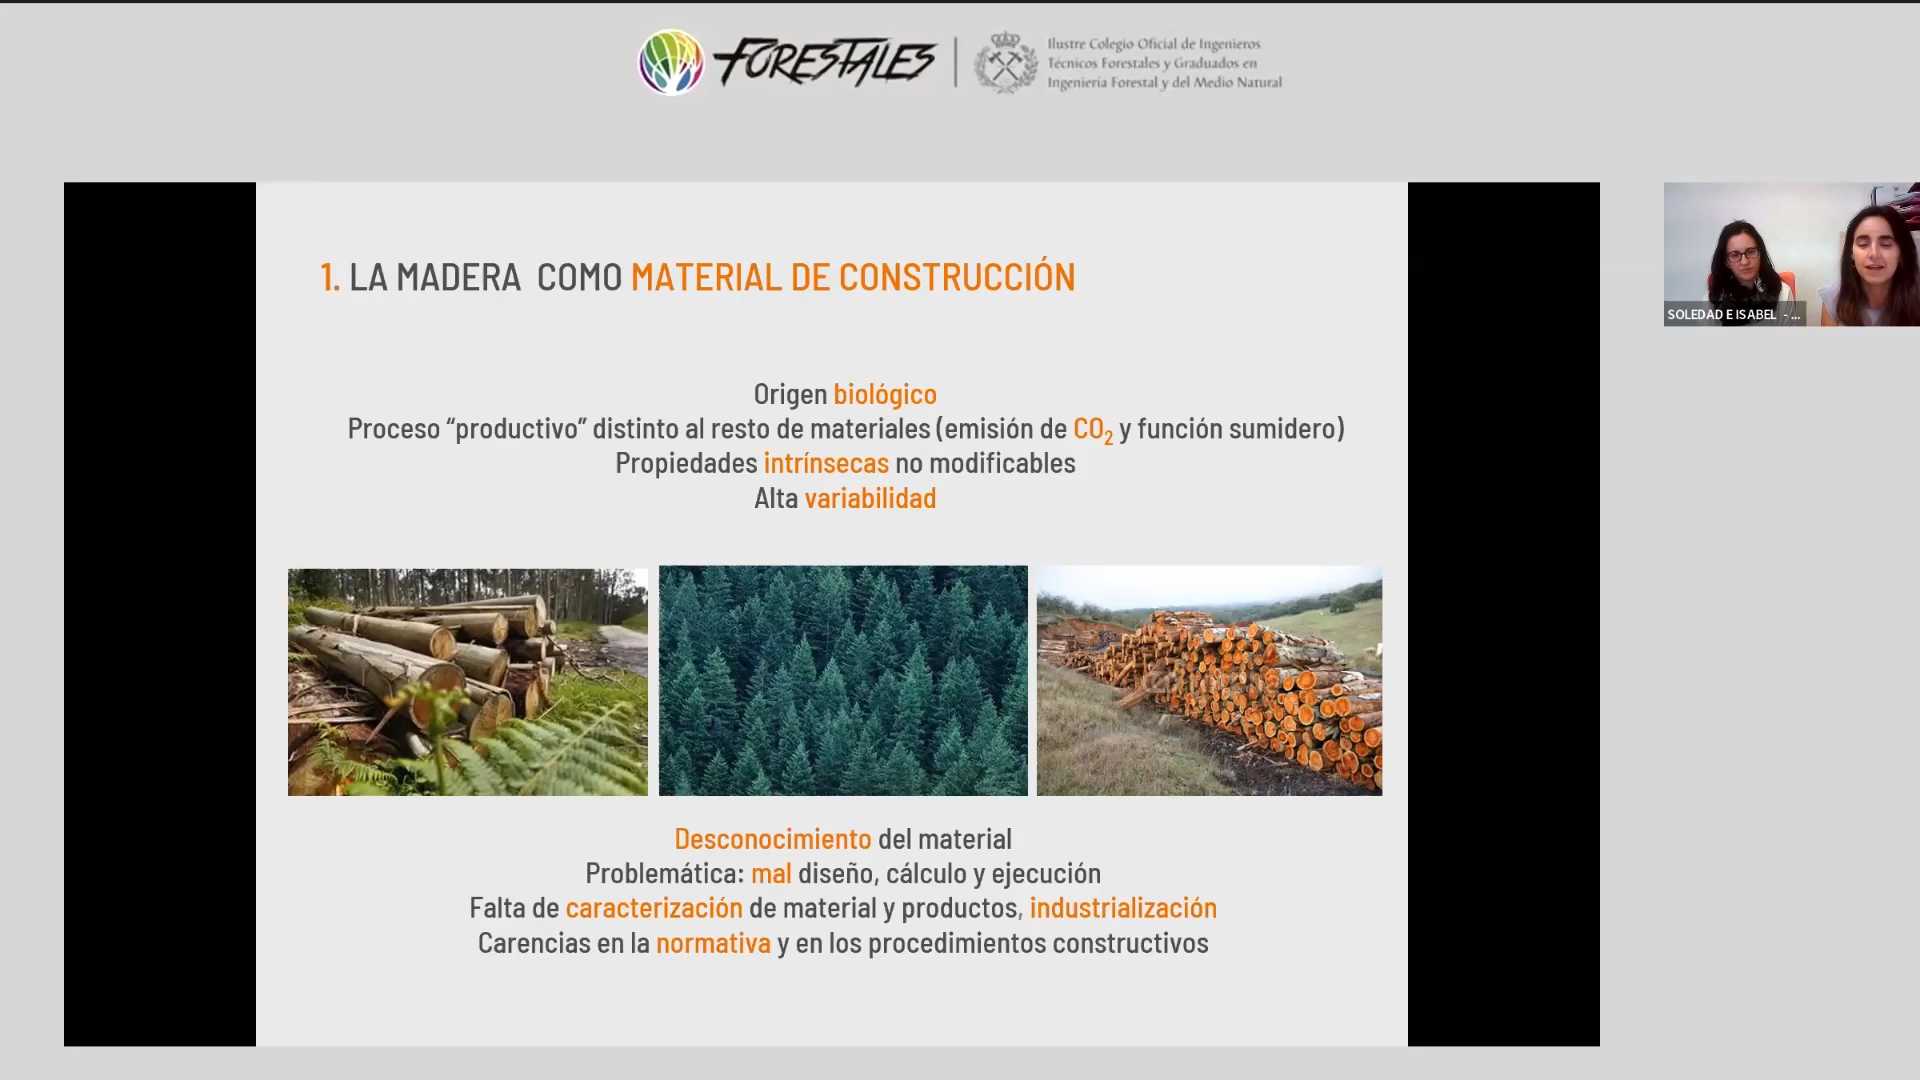 FORESTALES
Ilustre Colegio Oficial de Ingenieros
Técnicos Forestales y Graduados en
Ingeniería Forestal y del Medio Natural
1. LA MADERA COMO MATERIAL DE CONSTRUCCIÓN
SOLEDAD E ISABEL - ...
Origen biológico
Proceso “productivo” distinto al resto de materiales (emisión de CO₂ y función sumidero)
Propiedades intrínsecas no modificables
Alta variabilidad
Desconocimiento del material
Problemática: mal diseño, cálculo y ejecución
Falta de caracterización de material y productos, industrialización
Carencias en la normativa y en los procedimientos constructivos